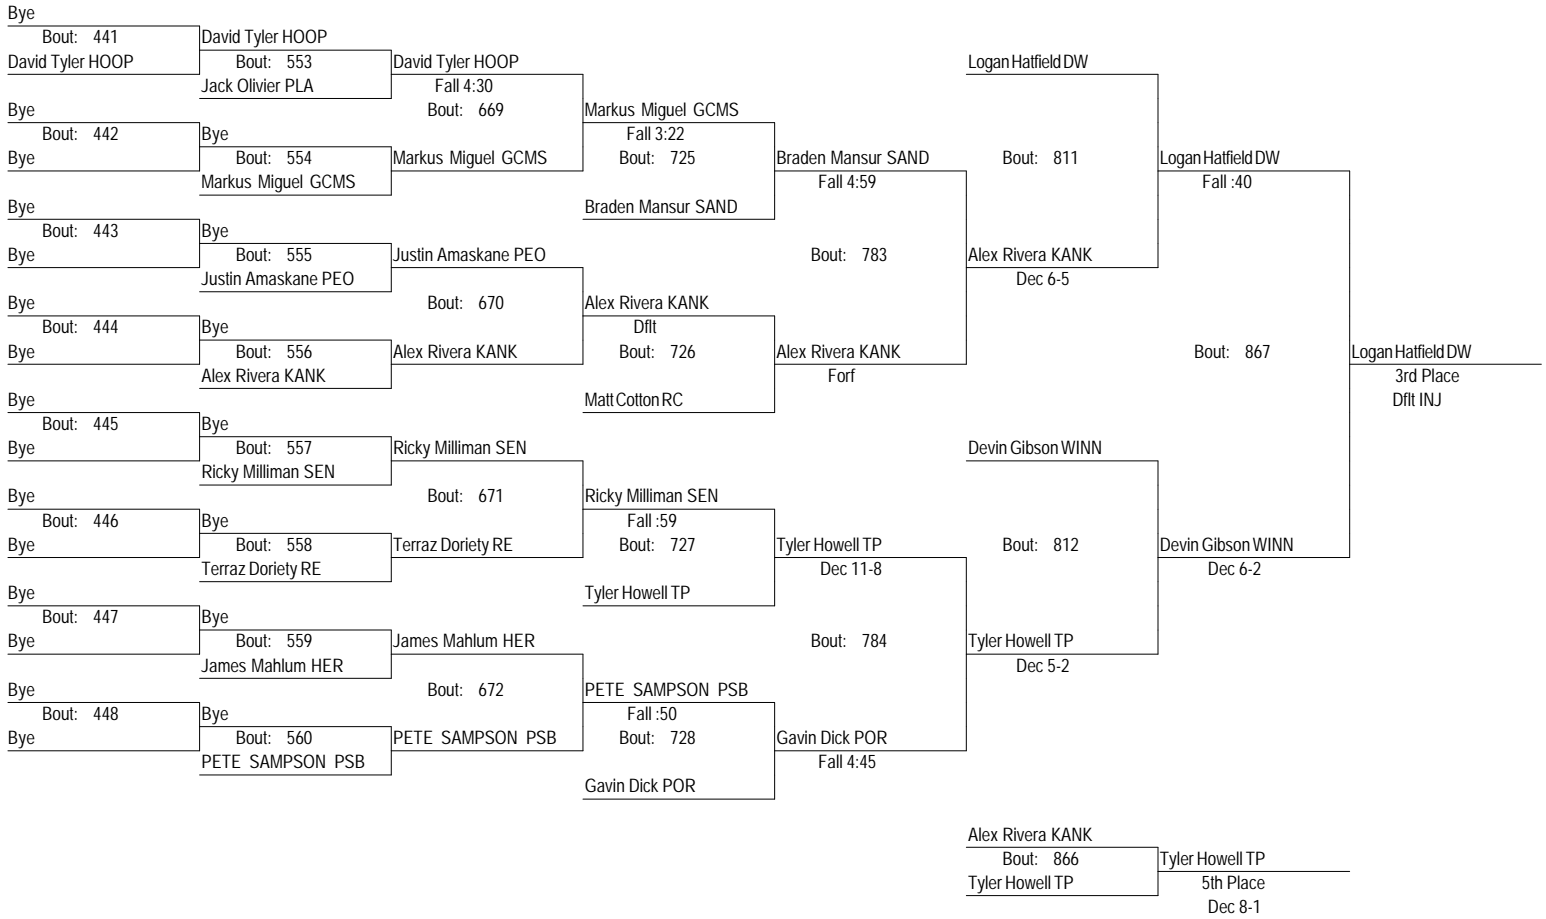 Bye
Bout: 441
David Tyler HOOP
Bye
Bout: 442
Bye
Bye
Bout: 443
Bye
Bye
Bout: 444
Bye
Bye
Bout: 445
Bye
Bye
Bout: 446
Bye
Bye
Bout: 447
Bye
Bye
Bout: 448
Bye
David Tyler HOOP
Bout: 553
Jack Olivier PLA
Bye
Bout: 554
Markus Miguel GCMS
Bye
Bout: 555
Justin Amaskane PEO
Bye
Bout: 556
Alex Rivera KANK
Bye
Bout: 557
Ricky Milliman SEN
Bye
Bout: 558
Terraz Doriety RE
Bye
Bout: 559
James Mahlum HER
Bye
Bout: 560
PETE SAMPSON PSB
David Tyler HOOP
Fall 4:30
Bout: 669
Markus Miguel GCMS
Justin Amaskane PEO
Bout: 670
Alex Rivera KANK
Ricky Milliman SEN
Bout: 671
Terraz Doriety RE
James Mahlum HER
Bout: 672
PETE SAMPSON PSB
Markus Miguel GCMS
Fall 3:22
Bout: 725
Braden Mansur SAND
Alex Rivera KANK
Dflt
Bout: 726
Matt Cotton RC
Ricky Milliman SEN
Fall :59
Bout: 727
Tyler Howell TP
PETE SAMPSON PSB
Fall :50
Bout: 728
Gavin Dick POR
Braden Mansur SAND
Fall 4:59
Bout: 783
Alex Rivera KANK
Forf
Tyler Howell TP
Dec 11-8
Bout: 784
Gavin Dick POR
Fall 4:45
Logan Hatfield DW
Bout: 811
Alex Rivera KANK
Dec 6-5
Devin Gibson WINN
Bout: 812
Tyler Howell TP
Dec 5-2
Logan Hatfield DW
Fall :40
Bout: 867
Devin Gibson WINN
Dec 6-2
Logan Hatfield DW
3rd Place
Dflt INJ
Alex Rivera KANK
Bout: 866
Tyler Howell TP
Tyler Howell TP
5th Place
Dec 8-1